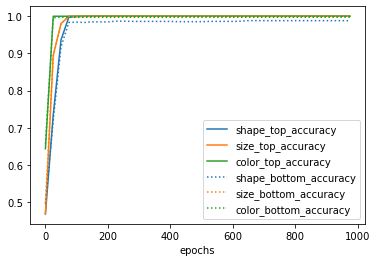 1.0
0.9
0.8
0.7
0.6
0.5
shape_top_accuracy
size_top_accuracy
color_top_accuracy
shape_bottom_accuracy
size_bottom_accuracy
color_bottom_accuracy
0 200 400 600 800 1000
epochs